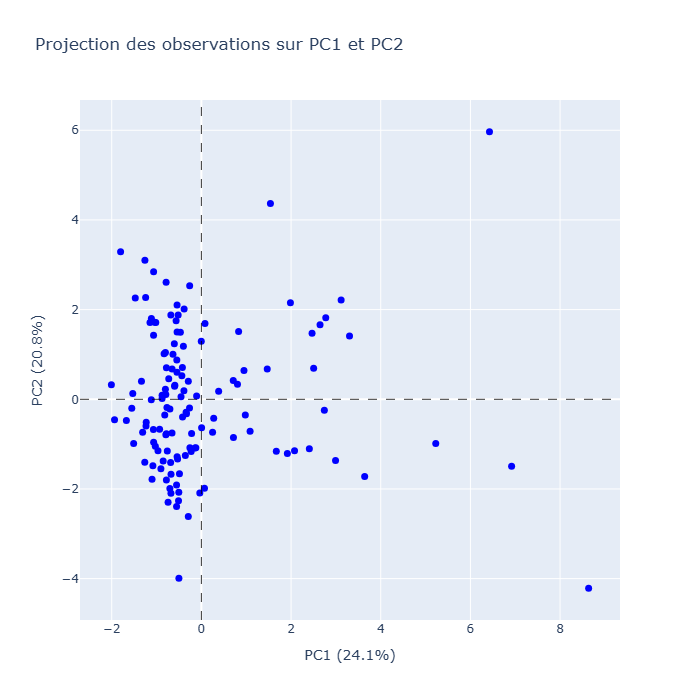 Projection des observations sur PC1 et PC2
6
4
2
0
−2
−4
PC2 (20.8%)
−2 0 2 4 6 8
PC1 (24.1%)